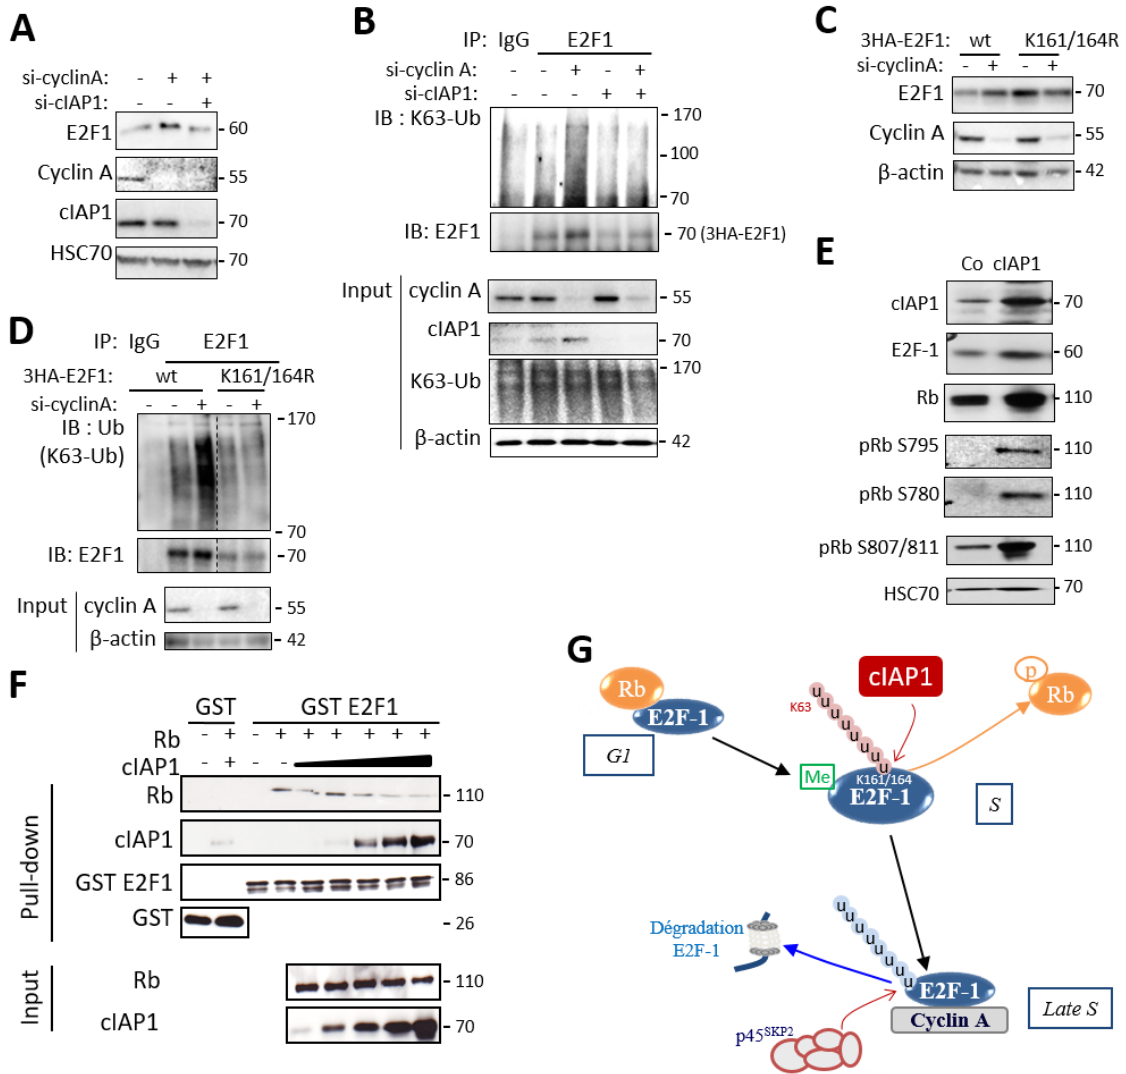 A
si-cyclinA: - + +
si-cIAP1: - - +
E2F1 - 60
Cyclin A - 55
cIAP1 - 70
HSC70 - 70
B
IP: IgG E2F1
si-cyclin A: - - + - +
si-cIAP1: - - - + +
IB : K63-Ub - 170
- 100
- 70
IB: E2F1 - 70 (3HA-E2F1)
Input cyclin A - 55
cIAP1 - 70
K63-Ub - 170
β-actin - 42
C
3HA-E2F1: wt K161/164R
si-cyclinA: - + - +
E2F1 - 70
Cyclin A - 55
β-actin - 42
D
IP: IgG E2F1
3HA-E2F1: wt K161/164R
si-cyclinA: - - + - +
IB : Ub - 170
(K63-Ub)
- 70
IB: E2F1 - 70
Input cyclin A - 55
β-actin - 42
E
Co cIAP1
cIAP1 - 70
E2F-1 - 60
Rb - 110
pRb S795 - 110
pRb S780 - 110
pRb S807/811 - 110
HSC70 - 70
F
GST GST E2F1
Rb - + - + + + + + +
cIAP1 - + - -
Pull-down
Rb - 110
cIAP1 - 70
GST E2F1 - 86
GST - 26
Input
Rb - 110
cIAP1 - 70
G
Rb
E2F-1
G1
cIAP1
K63
u u u u u u u u u
Me
K161/164
E2F-1
S
p
Rb
Dégradation
E2F-1
u u u u u u u u u
E2F-1
Cyclin A
Late S
p45SKP2